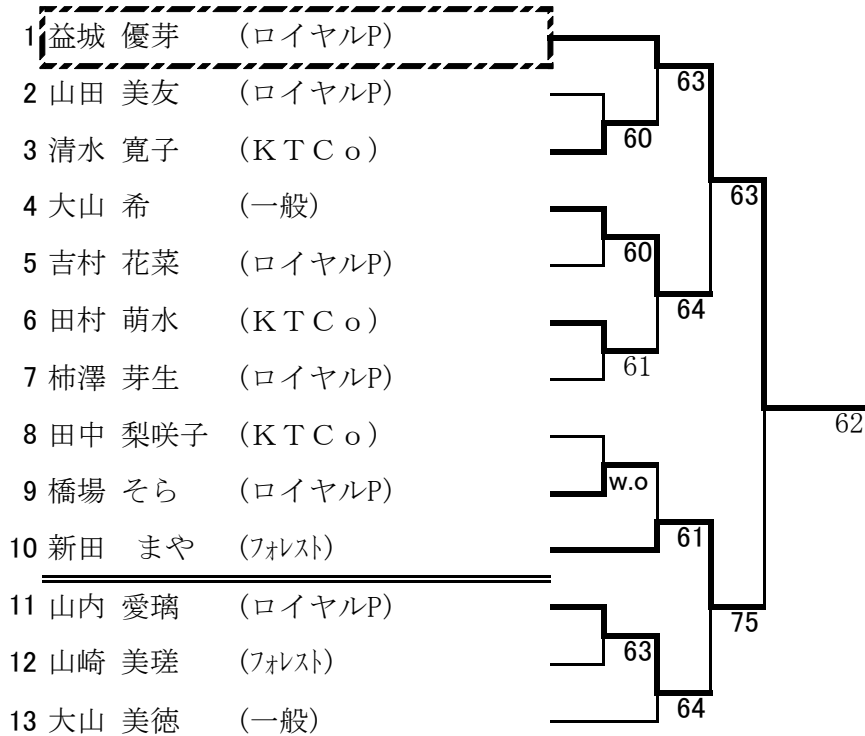 1 益城 優芽 (ロイヤルP)
63
2 山田 美友 (ロイヤルP)
60
3 清水 寛子 (ＫＴＣｏ)
63
4 大山 希 (一般)
60
5 吉村 花菜 (ロイヤルP)
64
6 田村 萌水 (ＫＴＣｏ)
61
7 柿澤 芽生 (ロイヤルP)
62
8 田中 梨咲子 (ＫＴＣｏ)
w.o
9 橋場 そら (ロイヤルP)
61
10 新田　まや (ﾌｫﾚｽﾄ)
11 山内 愛璃 (ロイヤルP)
75
12 山崎 美瑳 (ﾌｫﾚｽﾄ)
63
13 大山 美徳 (一般)
64